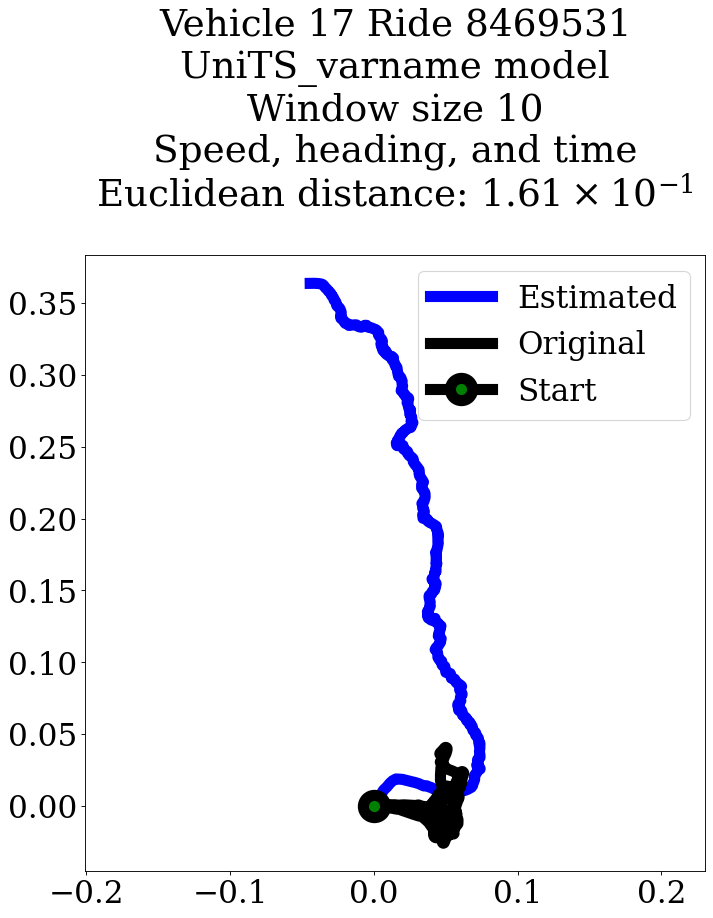 Vehicle 17 Ride 8469531
UniTS_varname model
Window size 10
Speed, heading, and time
Euclidean distance: 1.61 × 10⁻¹
Estimated
Original
Start
0.35
0.30
0.25
0.20
0.15
0.10
0.05
0.00
−0.2 −0.1 0.0 0.1 0.2